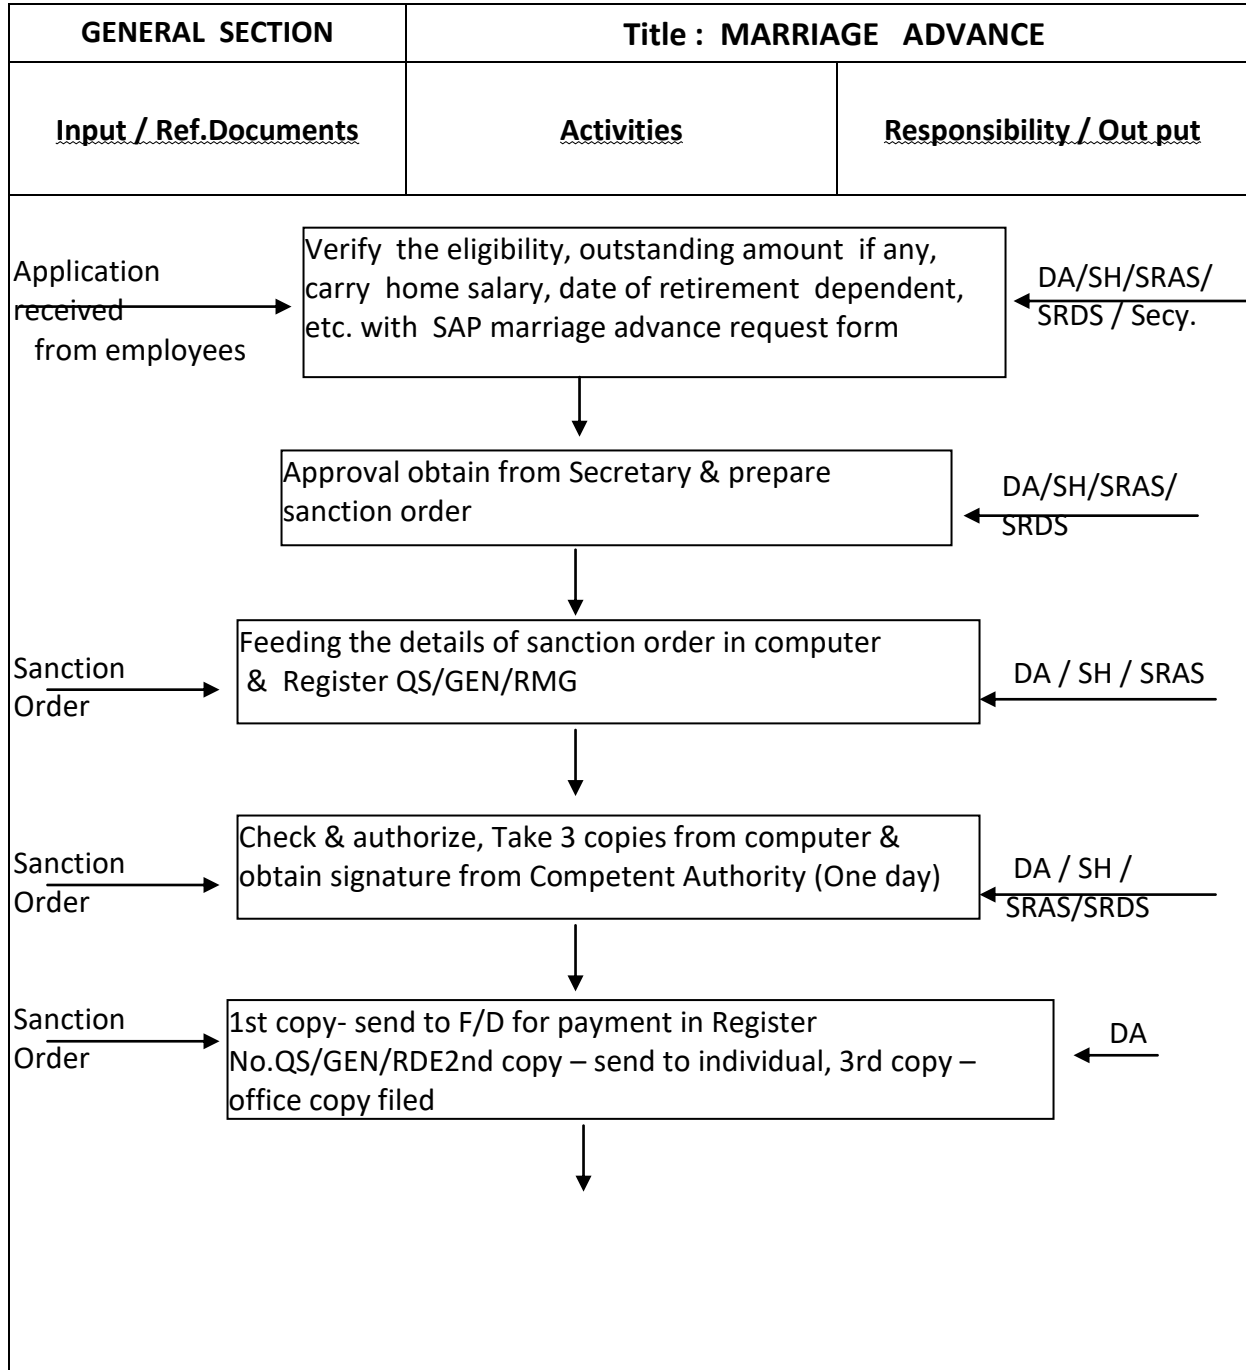 GENERAL SECTION
Title : MARRIAGE ADVANCE
Input / Ref.Documents
Activities
Responsibility / Out put
Application
received
from employees
Verify the eligibility, outstanding amount if any,
carry home salary, date of retirement dependent,
etc. with SAP marriage advance request form
DA/SH/SRAS/
SRDS / Secy.
Approval obtain from Secretary & prepare
sanction order
DA/SH/SRAS/
SRDS
Sanction
Order
Feeding the details of sanction order in computer
& Register QS/GEN/RMG
DA / SH / SRAS
Sanction
Order
Check & authorize, Take 3 copies from computer &
obtain signature from Competent Authority (One day)
DA / SH /
SRAS/SRDS
Sanction
Order
1st copy- send to F/D for payment in Register
No.QS/GEN/RDE2nd copy – send to individual, 3rd copy –
office copy filed
DA